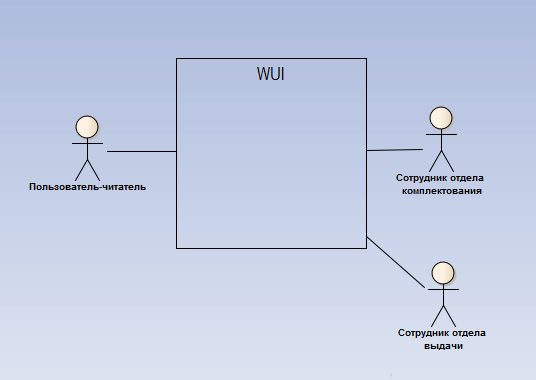 WUI
Пользователь-читатель
Сотрудник отдела
комплектования
Сотрудник отдела
выдачи